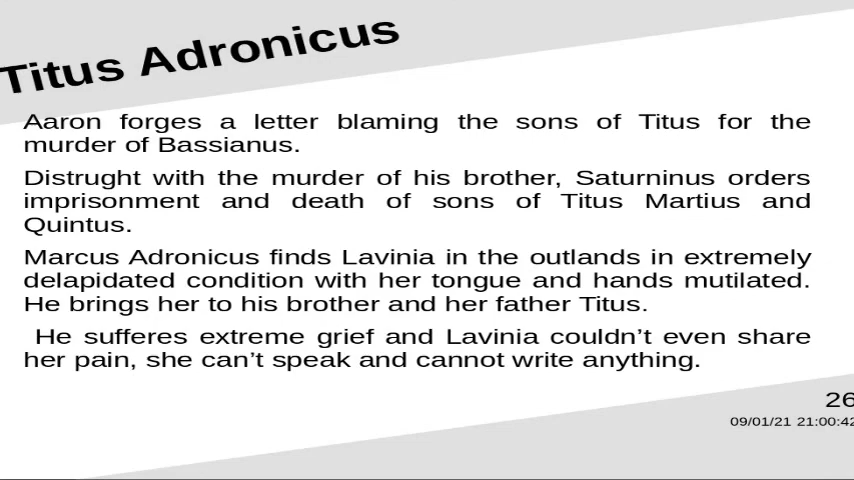 Titus Adronicus
Aaron forges a letter blaming the sons of Titus for the
murder of Bassianus.
Distrught with the murder of his brother, Saturninus orders
imprisonment and death of sons of Titus Martius and
Quintus.
Marcus Adronicus finds Lavinia in the outlands in extremely
delapidated condition with her tongue and hands mutilated.
He brings her to his brother and her father Titus.
He sufferes extreme grief and Lavinia couldn’t even share
her pain, she can’t speak and cannot write anything.
26
09/01/21 21:00:42